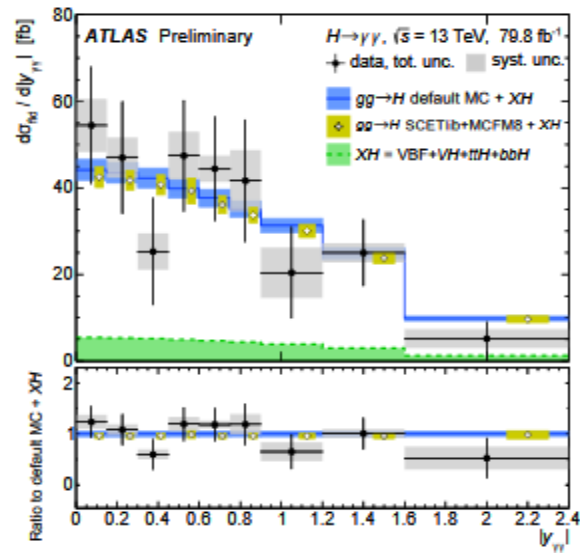 ATLAS Preliminary
H→γγ, √s = 13 TeV, 79.8 fb⁻¹
data, tot. unc. syst. unc.
gg→H default MC + XH
gg→H SCETlib+MCFM8 + XH
XH = VBF+VH+ttH+bbH
dσ_fid / d|y_γγ| [fb]
80
60
40
20
0
Ratio to default MC + XH
2
1
0
0 0.2 0.4 0.6 0.8 1 1.2 1.4 1.6 1.8 2 2.2 2.4
|y_γγ|